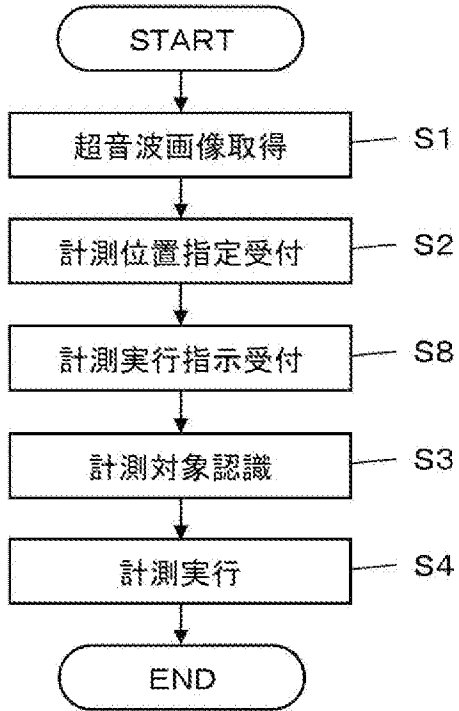 START
超音波画像取得 S1
計測位置指定受付 S2
計測実行指示受付 S8
計測対象認識 S3
計測実行 S4
END